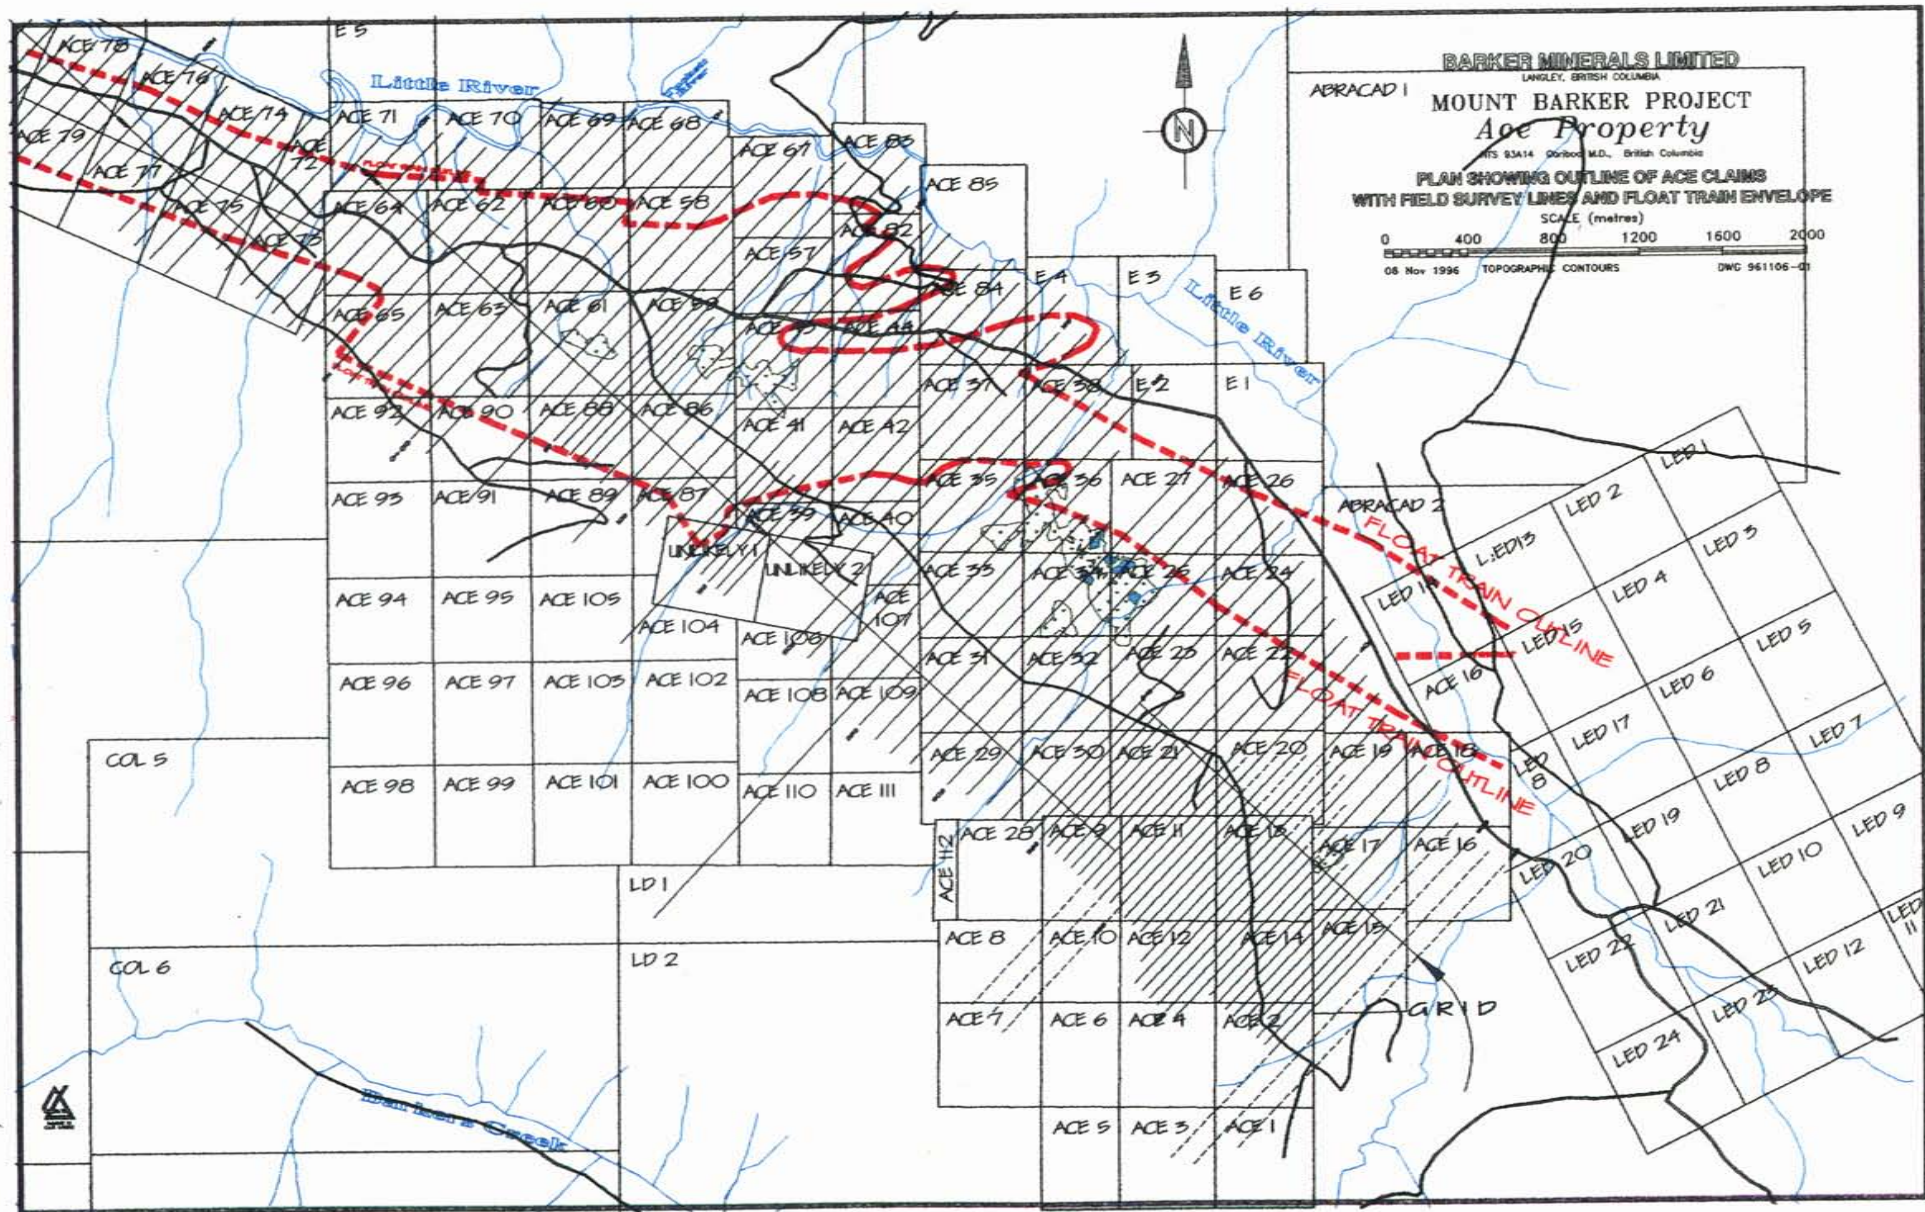 BARKER MINERALS LIMITED
LANGLEY, BRITISH COLUMBIA
MOUNT BARKER PROJECT
Ace Property
NTS 93A14 Cariboo M.D., British Columbia
PLAN SHOWING OUTLINE OF ACE CLAIMS
WITH FIELD SURVEY LINES AND FLOAT TRAIN ENVELOPE
SCALE (metres)
0 400 800 1200 1600 2000
08 Nov 1996 TOPOGRAPHIC CONTOURS DWG 961106-01
N
E 5
ABRACAD 1
Little River
ACE 78
ACE 76
ACE 74
ACE 72
ACE 79
ACE 77
ACE 75
ACE 73
ACE 71
ACE 70
ACE 69
ACE 68
ACE 67
ACE 83
ACE 85
ACE 64
ACE 62
ACE 60
ACE 58
ACE 57
ACE 82
ACE 84
E 4
E 3
E 6
Little River
ACE 65
ACE 63
ACE 61
ACE 59
ACE 44
ACE 37
ACE 38
E 2
E 1
ACE 92
ACE 90
ACE 88
ACE 86
ACE 41
ACE 42
ACE 35
ACE 36
ACE 27
ACE 26
ABRACAD 2
ACE 93
ACE 91
ACE 89
ACE 87
ACE 39
ACE 40
UNLIKELY 1
UNLIKELY 2
ACE 33
ACE 34
ACE 25
ACE 24
FLOAT TRAIN OUTLINE
ACE 94
ACE 95
ACE 105
ACE 104
ACE 106
ACE 107
ACE 31
ACE 32
ACE 23
ACE 22
FLOAT TRAIN OUTLINE
ACE 96
ACE 97
ACE 103
ACE 102
ACE 108
ACE 109
ACE 29
ACE 30
ACE 21
ACE 20
ACE 19
ACE 18
COL 5
ACE 98
ACE 99
ACE 101
ACE 100
ACE 110
ACE 111
ACE 112
ACE 28
ACE 9
ACE 11
ACE 13
ACE 17
ACE 16
LD 1
COL 6
LD 2
ACE 8
ACE 10
ACE 12
ACE 14
ACE 15
ACE 7
ACE 6
ACE 4
ACE 2
GRID
ACE 5
ACE 3
ACE 1
Barkers Creek
LED 1
LED 2
L:ED13
LED 3
LED 14
LED 4
LED 15
LED 5
ACE 16
LED 6
LED 17
LED 7
LED 8
LED 8
LED 19
LED 9
LED 20
LED 10
LED 21
LED 11
LED 22
LED 12
LED 23
LED 24